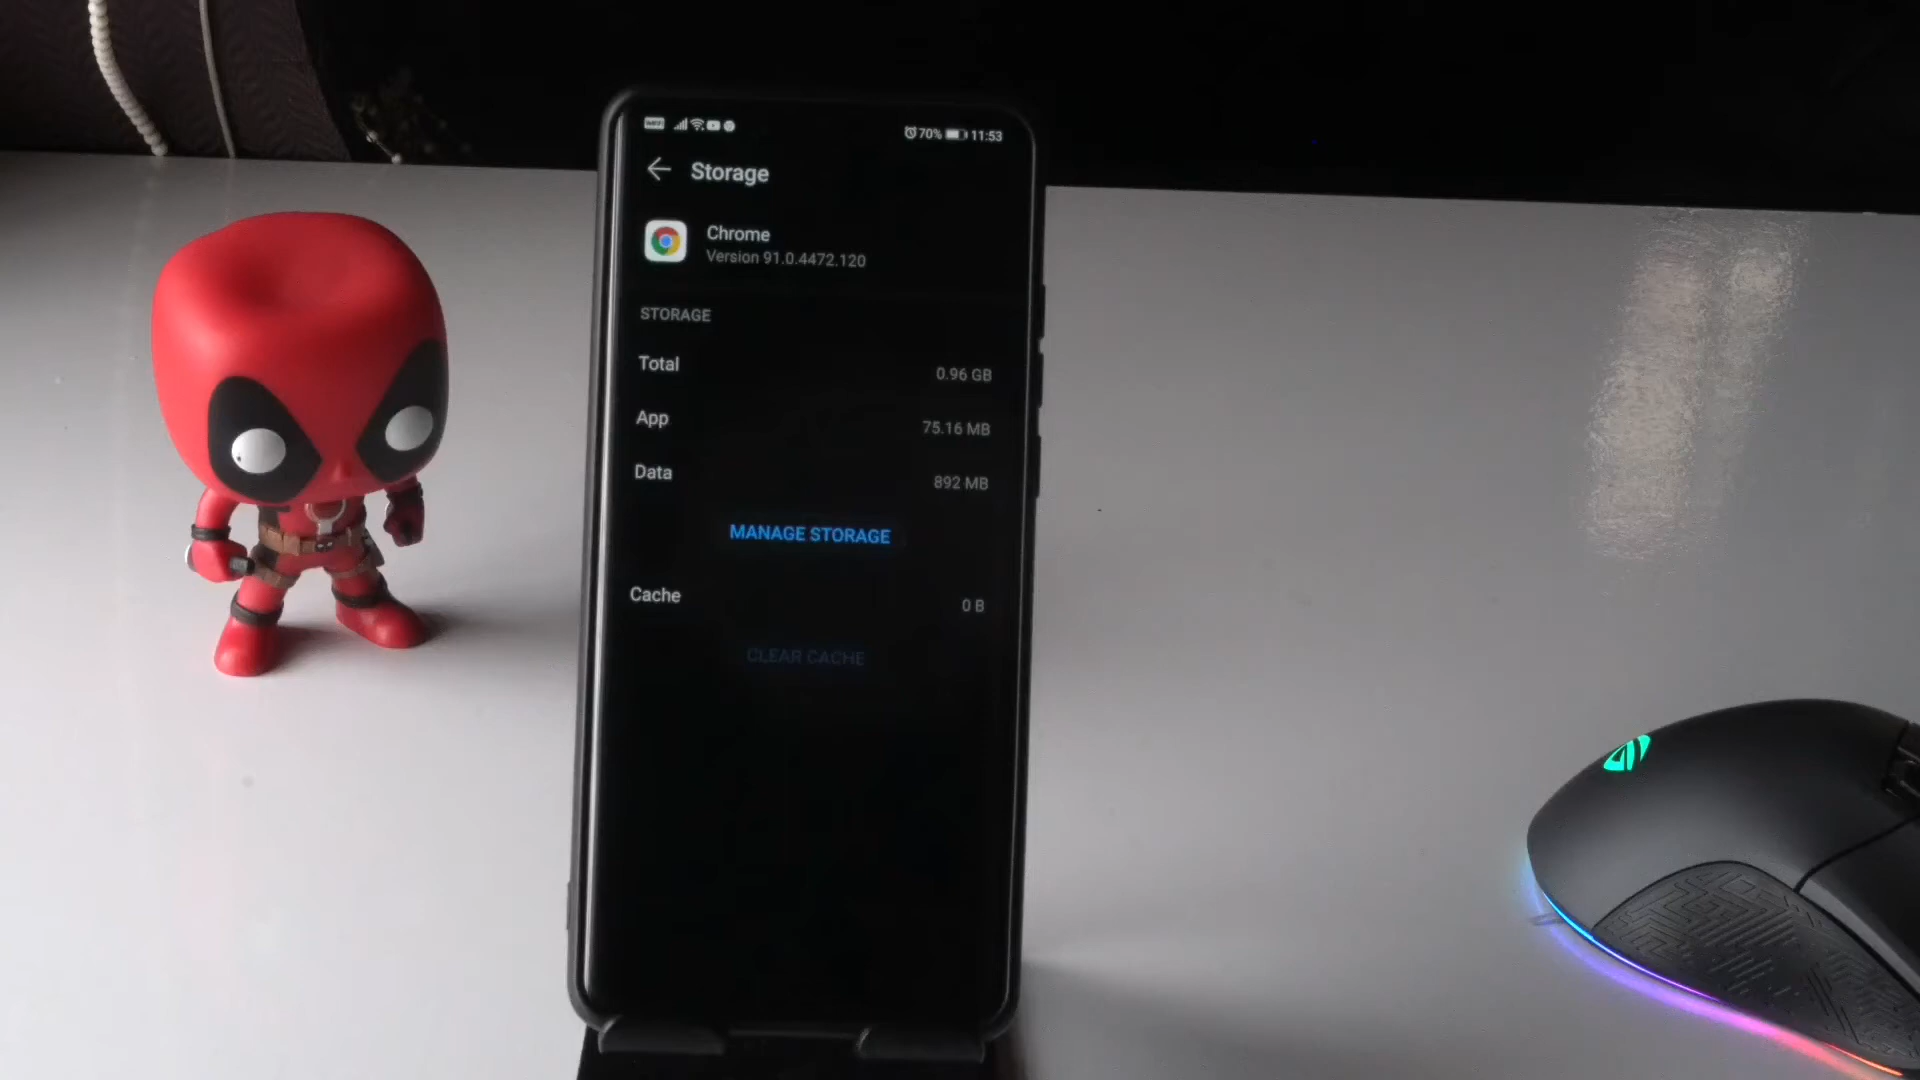 70% 11:53
Storage
Chrome
Version 91.0.4472.120
STORAGE
Total
0.96 GB
App
75.16 MB
Data
892 MB
MANAGE STORAGE
Cache
0 B
CLEAR CACHE